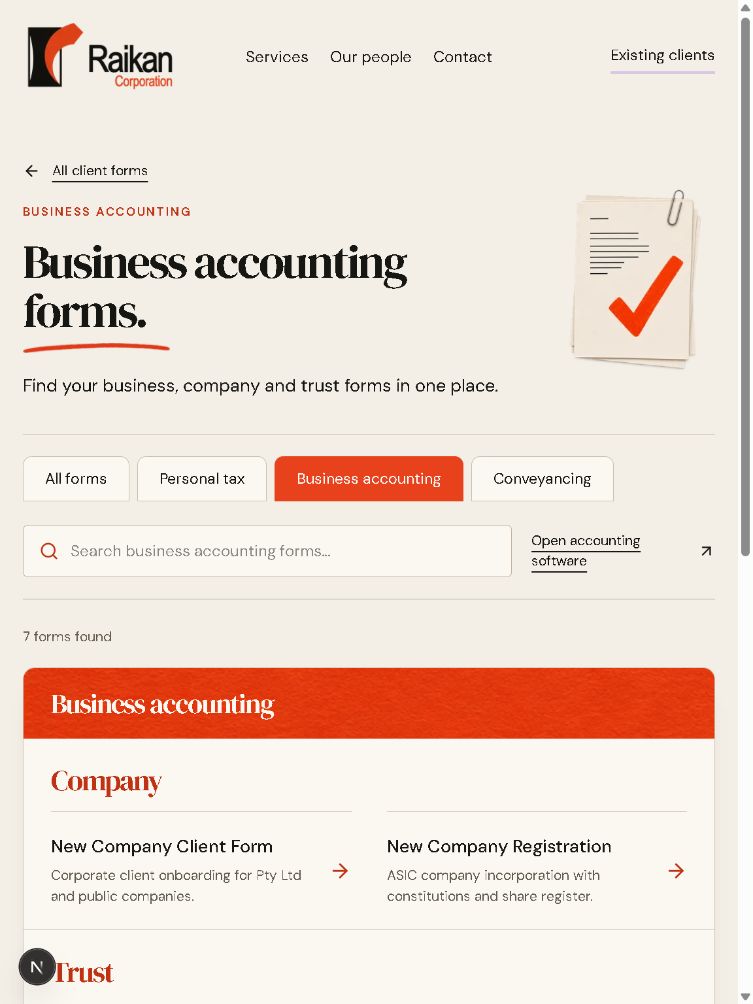 Raikan
Corporation
Services
Our people
Contact
Existing clients
All client forms
BUSINESS ACCOUNTING
Business accounting
forms.
Find your business, company and trust forms in one place.
All forms
Personal tax
Business accounting
Conveyancing
Search business accounting forms...
Open accounting
software
7 forms found
Business accounting
Company
New Company Client Form
Corporate client onboarding for Pty Ltd
and public companies.
New Company Registration
ASIC company incorporation with
constitutions and share register.
N
Trust